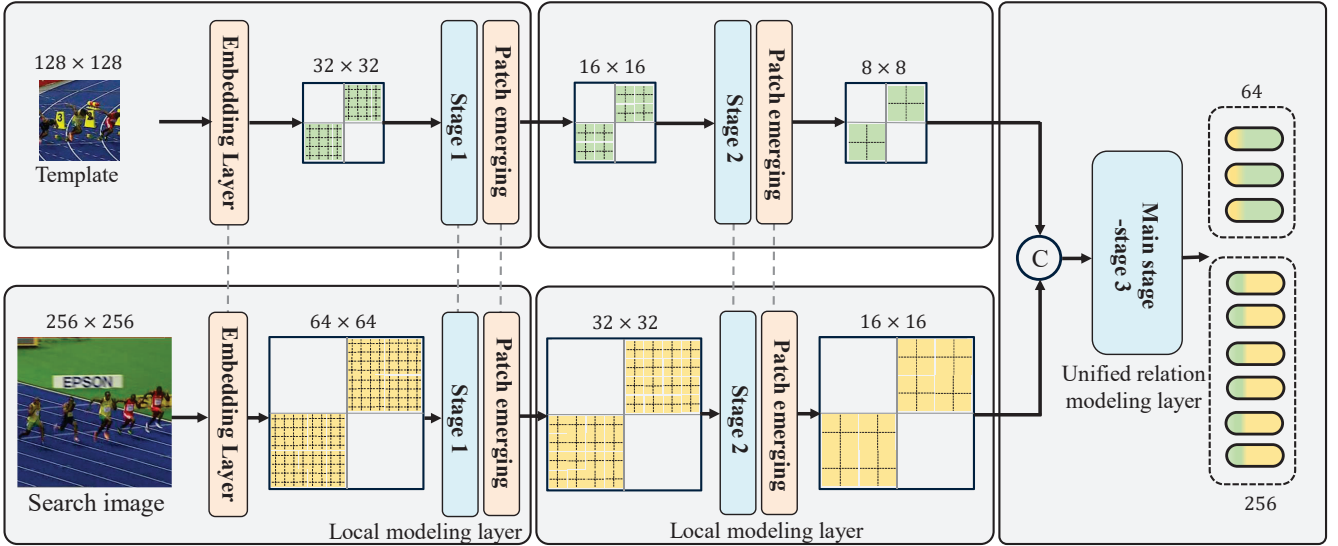 128 × 128
Template
3
Embedding Layer
32 × 32
Stage 1
Patch emerging
16 × 16
Stage 2
Patch emerging
8 × 8
256 × 256
EPSON
Search image
Embedding Layer
64 × 64
Stage 1
Patch emerging
Local modeling layer
32 × 32
Stage 2
Patch emerging
16 × 16
Local modeling layer
C
Main stage
-stage 3
Unified relation
modeling layer
64
256